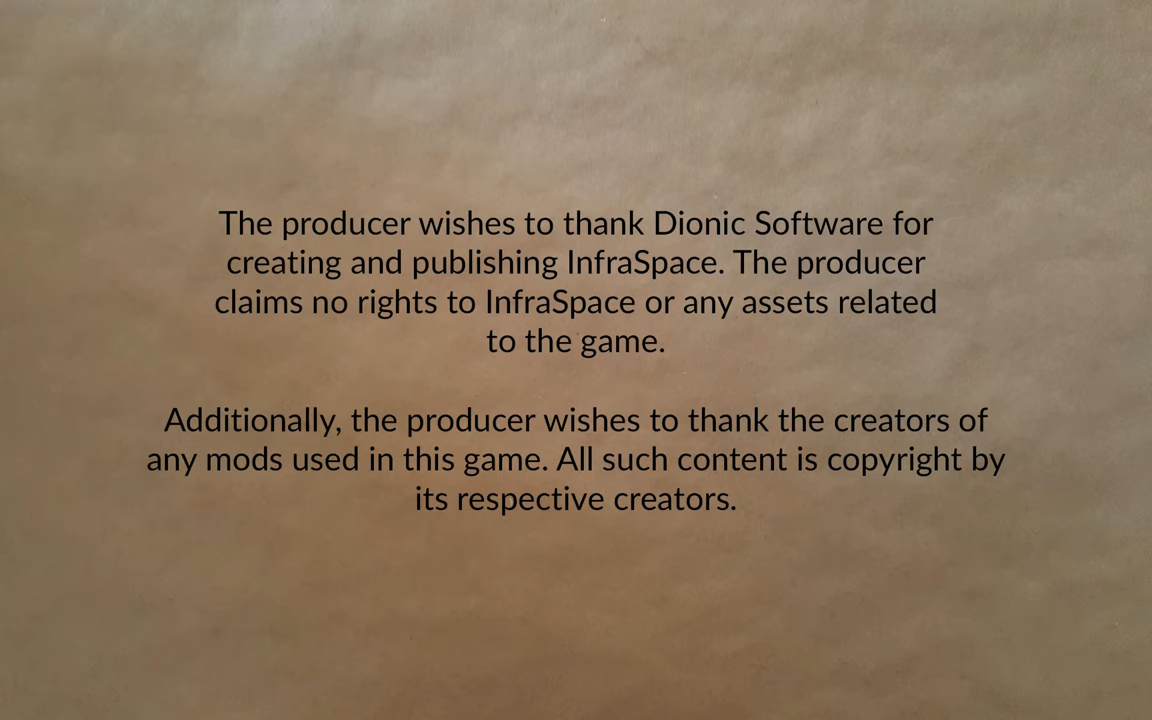 The producer wishes to thank Dionic Software for
creating and publishing InfraSpace. The producer
claims no rights to InfraSpace or any assets related
to the game.
Additionally, the producer wishes to thank the creators of
any mods used in this game. All such content is copyright by
its respective creators.